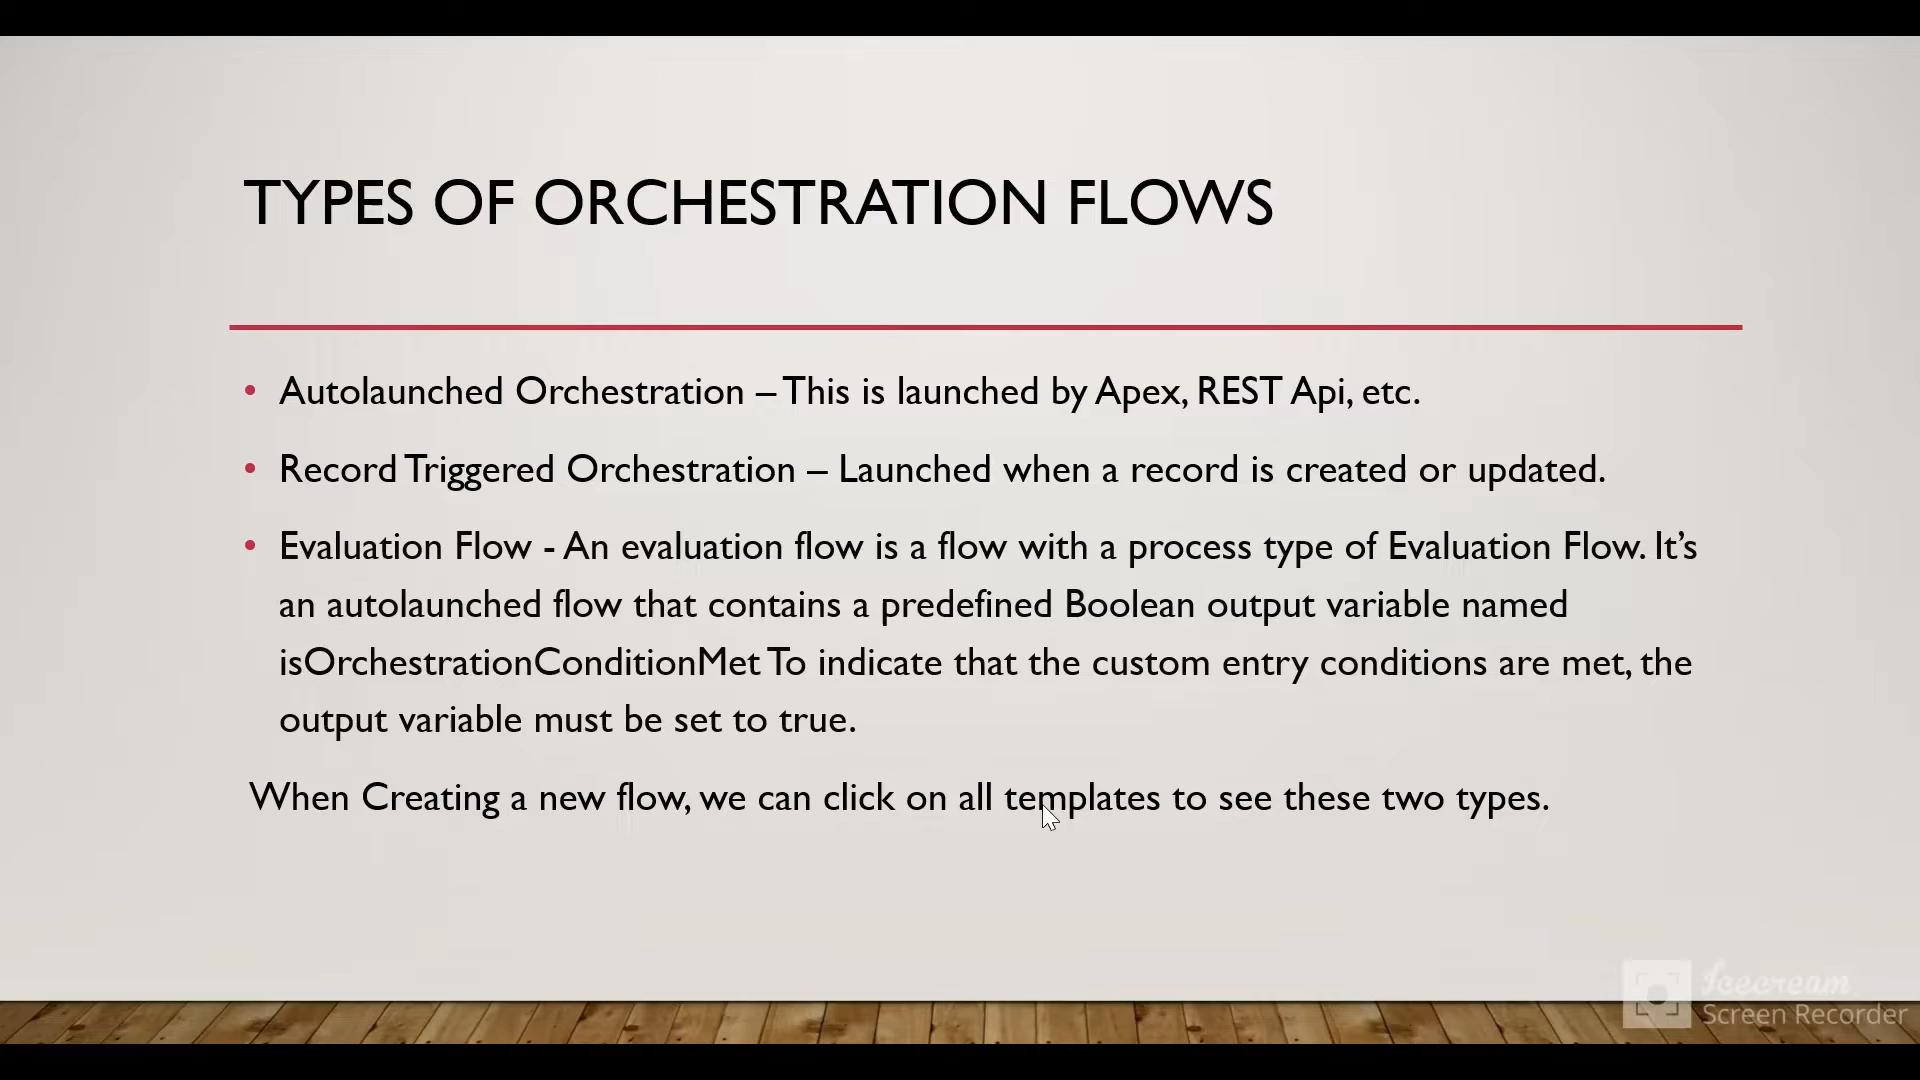 TYPES OF ORCHESTRATION FLOWS
• Autolaunched Orchestration – This is launched by Apex, REST Api, etc.
• Record Triggered Orchestration – Launched when a record is created or updated.
• Evaluation Flow - An evaluation flow is a flow with a process type of Evaluation Flow. It’s
an autolaunched flow that contains a predefined Boolean output variable named
isOrchestrationConditionMet To indicate that the custom entry conditions are met, the
output variable must be set to true.
When Creating a new flow, we can click on all templates to see these two types.
Icecream
Screen Recorder